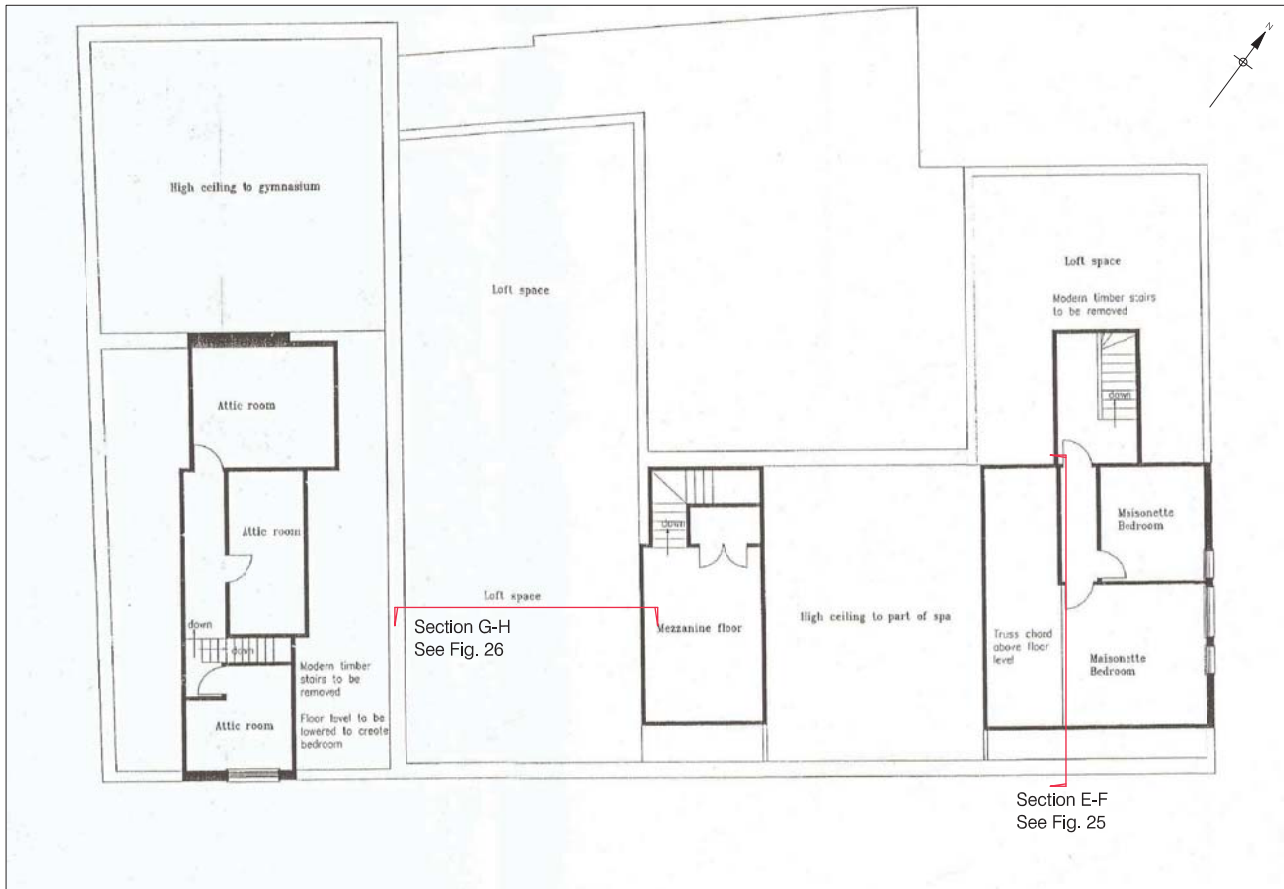 N
High ceiling to gymnasium
Loft space
Loft space
Modern timber stairs
to be removed
down
Attic room
Attic room
down
Maisonette
Bedroom
down
down
Loft space
Section G-H
See Fig. 26
Mezzanine floor
High ceiling to part of spa
Truss chord
above floor
level
Maisonette
Bedroom
Modern timber
stairs to be
removed
Floor level to be
lowered to create
bedroom
Attic room
Section E-F
See Fig. 25